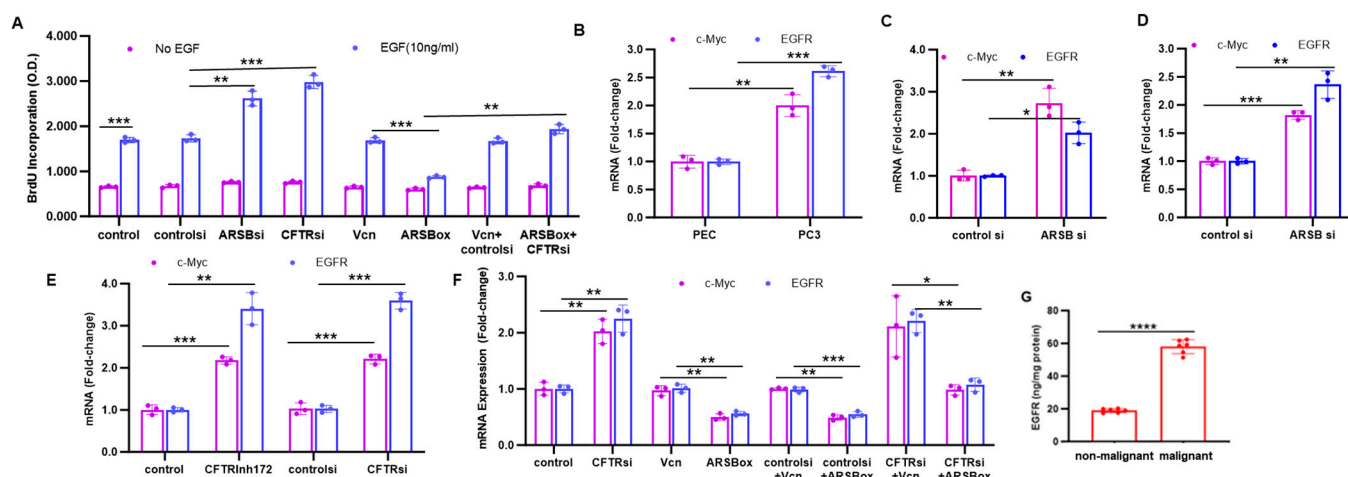 A
No EGF
EGF(10ng/ml)
BrdU Incorporation (O.D.)
4.000
3.000
2.000
1.000
0.000
***
**
***
***
**
control
controlsi
ARSBsi
CFTRsi
Vcn
ARSBox
Vcn+
controlsi
ARSBox+
CFTRsi
B
c-Myc
EGFR
mRNA (Fold-change)
3.0
2.5
2.0
1.5
1.0
0.5
0.0
**
***
PEC
PC3
C
c-Myc
EGFR
mRNA (Fold-change)
4.0
3.0
2.0
1.0
0.0
**
*
control si
ARSB si
D
c-Myc
EGFR
mRNA (Fold-change)
3.0
2.5
2.0
1.5
1.0
0.5
0.0
**
***
control si
ARSB si
E
c-Myc
EGFR
mRNA (Fold-change)
4.0
3.0
2.0
1.0
0.0
**
***
***
***
control
CFTRInh172
controlsi
CFTRsi
F
c-Myc
EGFR
mRNA Expression (Fold-change)
3.0
2.0
1.0
0.0
**
**
**
**
***
**
*
**
control
CFTRsi
Vcn
ARSBox
controlsi
+Vcn
controlsi
+ARSBox
CFTRsi
+Vcn
CFTRsi
+ARSBox
G
EGFR (ng/mg protein)
80
60
40
20
0
****
non-malignant
malignant